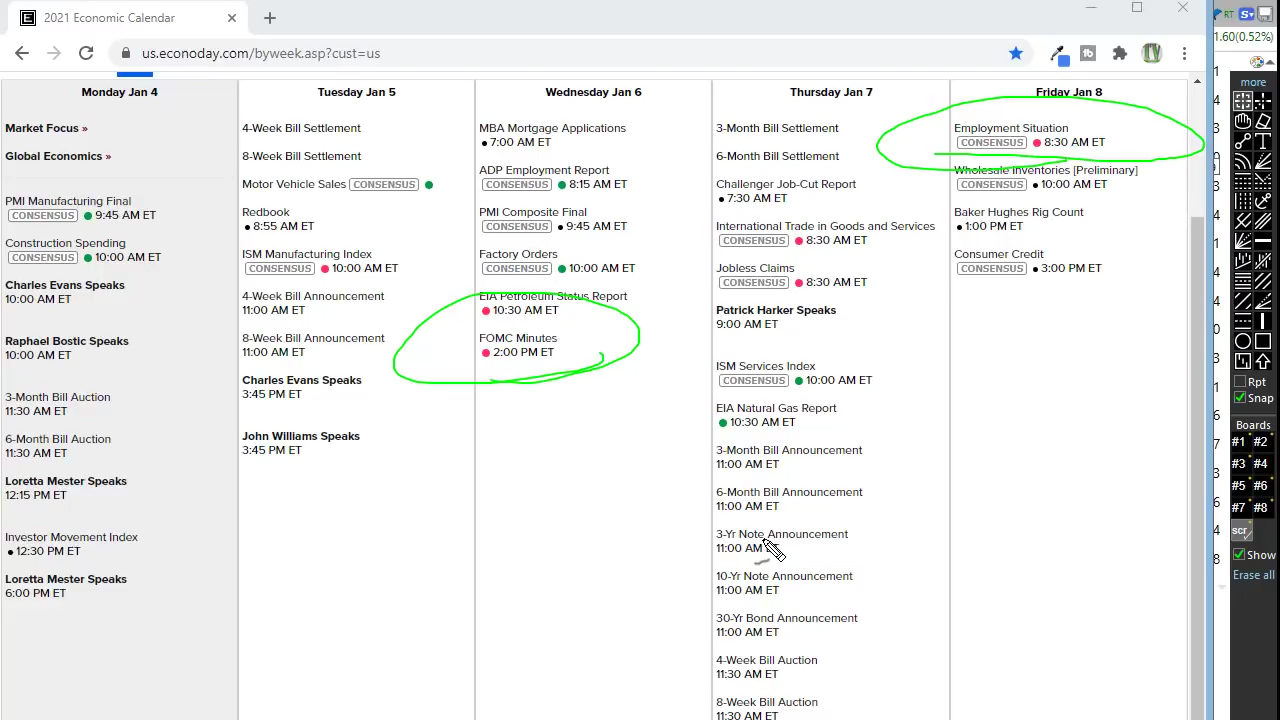 2021 Economic Calendar
us.econoday.com/byweek.asp?cust=us
RT
1.60(0.52%)
Monday Jan 4
Market Focus »
Global Economics »
PMI Manufacturing Final
CONSENSUS 9:45 AM ET
Construction Spending
CONSENSUS 10:00 AM ET
Charles Evans Speaks
10:00 AM ET
Raphael Bostic Speaks
10:00 AM ET
3-Month Bill Auction
11:30 AM ET
6-Month Bill Auction
11:30 AM ET
Loretta Mester Speaks
12:15 PM ET
Investor Movement Index
12:30 PM ET
Loretta Mester Speaks
6:00 PM ET
Tuesday Jan 5
4-Week Bill Settlement
8-Week Bill Settlement
Motor Vehicle Sales CONSENSUS
Redbook
8:55 AM ET
ISM Manufacturing Index
CONSENSUS 10:00 AM ET
4-Week Bill Announcement
11:00 AM ET
8-Week Bill Announcement
11:00 AM ET
Charles Evans Speaks
3:45 PM ET
John Williams Speaks
3:45 PM ET
Wednesday Jan 6
MBA Mortgage Applications
7:00 AM ET
ADP Employment Report
CONSENSUS 8:15 AM ET
PMI Composite Final
CONSENSUS 9:45 AM ET
Factory Orders
CONSENSUS 10:00 AM ET
EIA Petroleum Status Report
10:30 AM ET
FOMC Minutes
2:00 PM ET
Thursday Jan 7
3-Month Bill Settlement
6-Month Bill Settlement
Challenger Job-Cut Report
7:30 AM ET
International Trade in Goods and Services
CONSENSUS 8:30 AM ET
Jobless Claims
CONSENSUS 8:30 AM ET
Patrick Harker Speaks
9:00 AM ET
ISM Services Index
CONSENSUS 10:00 AM ET
EIA Natural Gas Report
10:30 AM ET
3-Month Bill Announcement
11:00 AM ET
6-Month Bill Announcement
11:00 AM ET
3-Yr Note Announcement
11:00 AM ET
10-Yr Note Announcement
11:00 AM ET
30-Yr Bond Announcement
11:00 AM ET
4-Week Bill Auction
11:30 AM ET
8-Week Bill Auction
11:30 AM ET
Friday Jan 8
Employment Situation
CONSENSUS 8:30 AM ET
Wholesale Inventories [Preliminary]
CONSENSUS 10:00 AM ET
Baker Hughes Rig Count
1:00 PM ET
Consumer Credit
CONSENSUS 3:00 PM ET
more
Rpt
Snap
Boards
#1 #2
#3 #4
#5 #6
#7 #8
scr
Show
Erase all